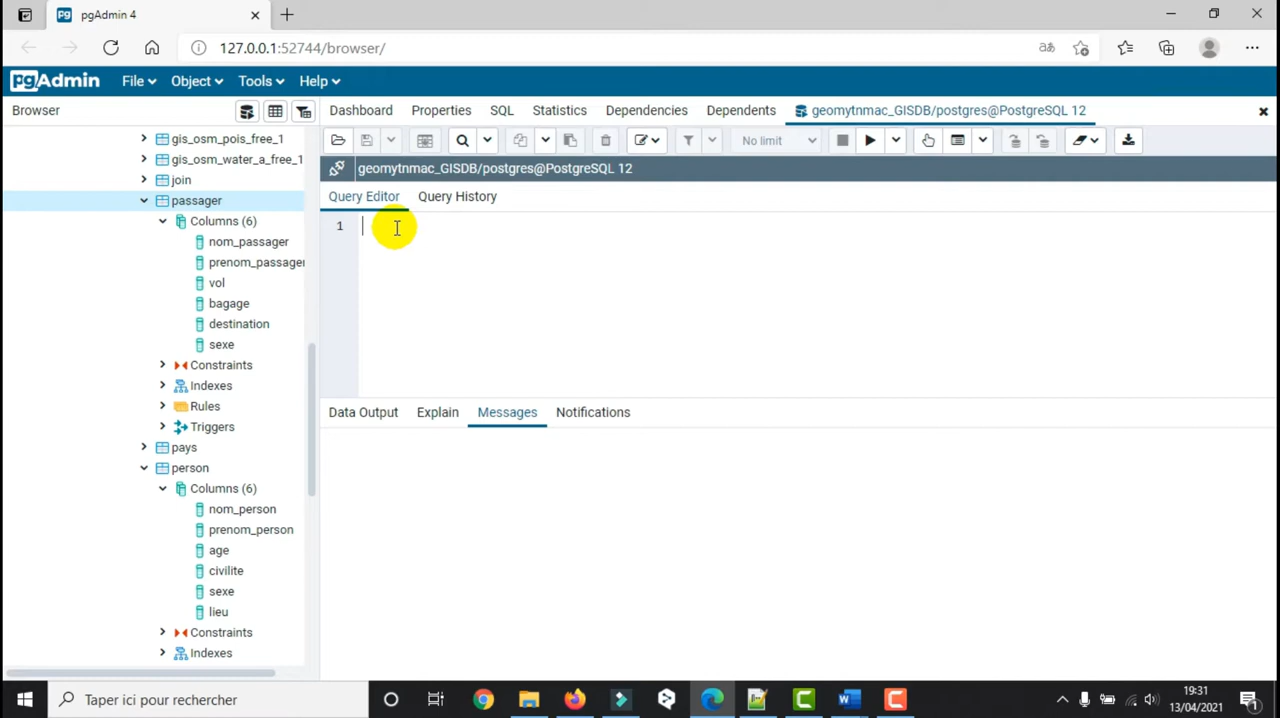 pgAdmin 4
127.0.0.1:52744/browser/
pgAdmin File Object Tools Help
Browser
Dashboard Properties SQL Statistics Dependencies Dependents geomytnmac_GISDB/postgres@PostgreSQL 12
No limit
geomytnmac_GISDB/postgres@PostgreSQL 12
Query Editor Query History
1
gis_osm_pois_free_1
gis_osm_water_a_free_1
join
passager
Columns (6)
nom_passager
prenom_passager
vol
bagage
destination
sexe
Constraints
Indexes
Rules
Triggers
pays
person
Columns (6)
nom_person
prenom_person
age
civilite
sexe
lieu
Constraints
Indexes
Data Output Explain Messages Notifications
Taper ici pour rechercher
19:31
13/04/2021
1